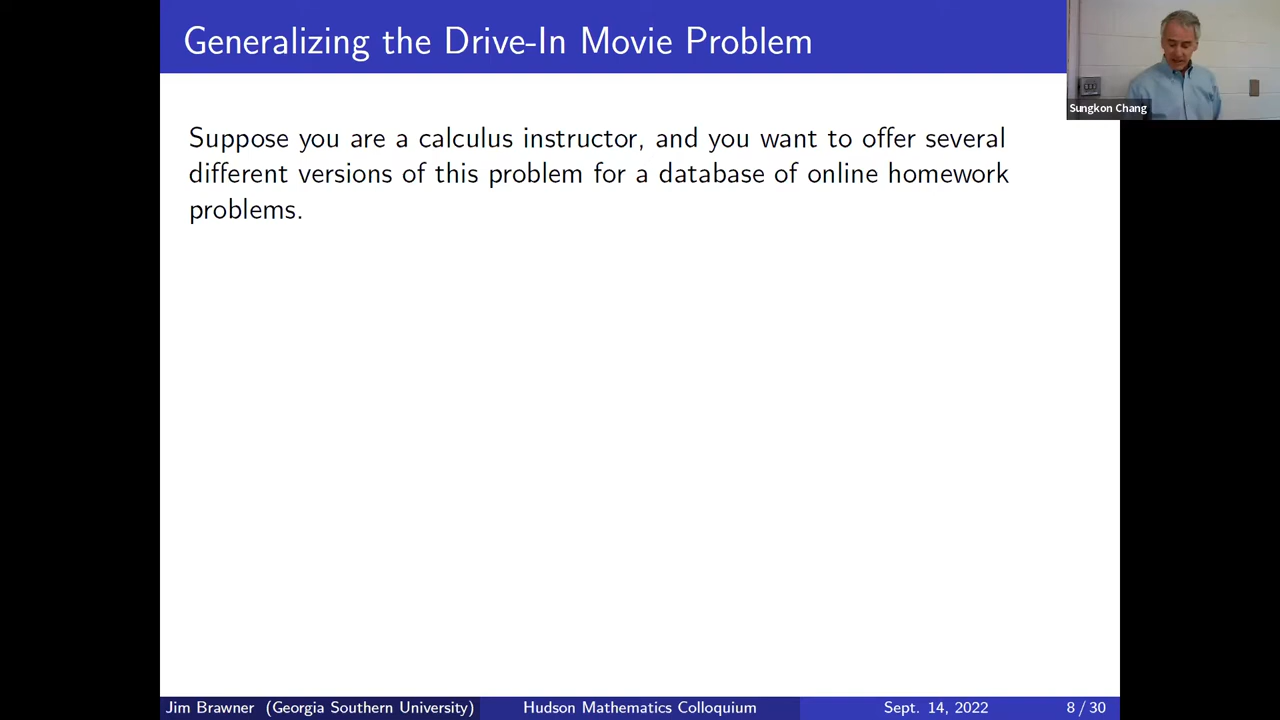 Generalizing the Drive-In Movie Problem
Sungkon Chang
Suppose you are a calculus instructor, and you want to offer several
different versions of this problem for a database of online homework
problems.
Jim Brawner (Georgia Southern University) Hudson Mathematics Colloquium Sept. 14, 2022 8 / 30